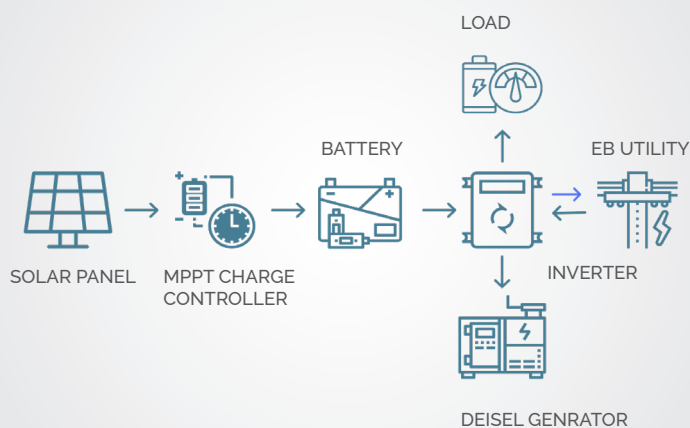 LOAD
BATTERY
EB UTILITY
SOLAR PANEL
MPPT CHARGE
CONTROLLER
INVERTER
DEISEL GENRATOR